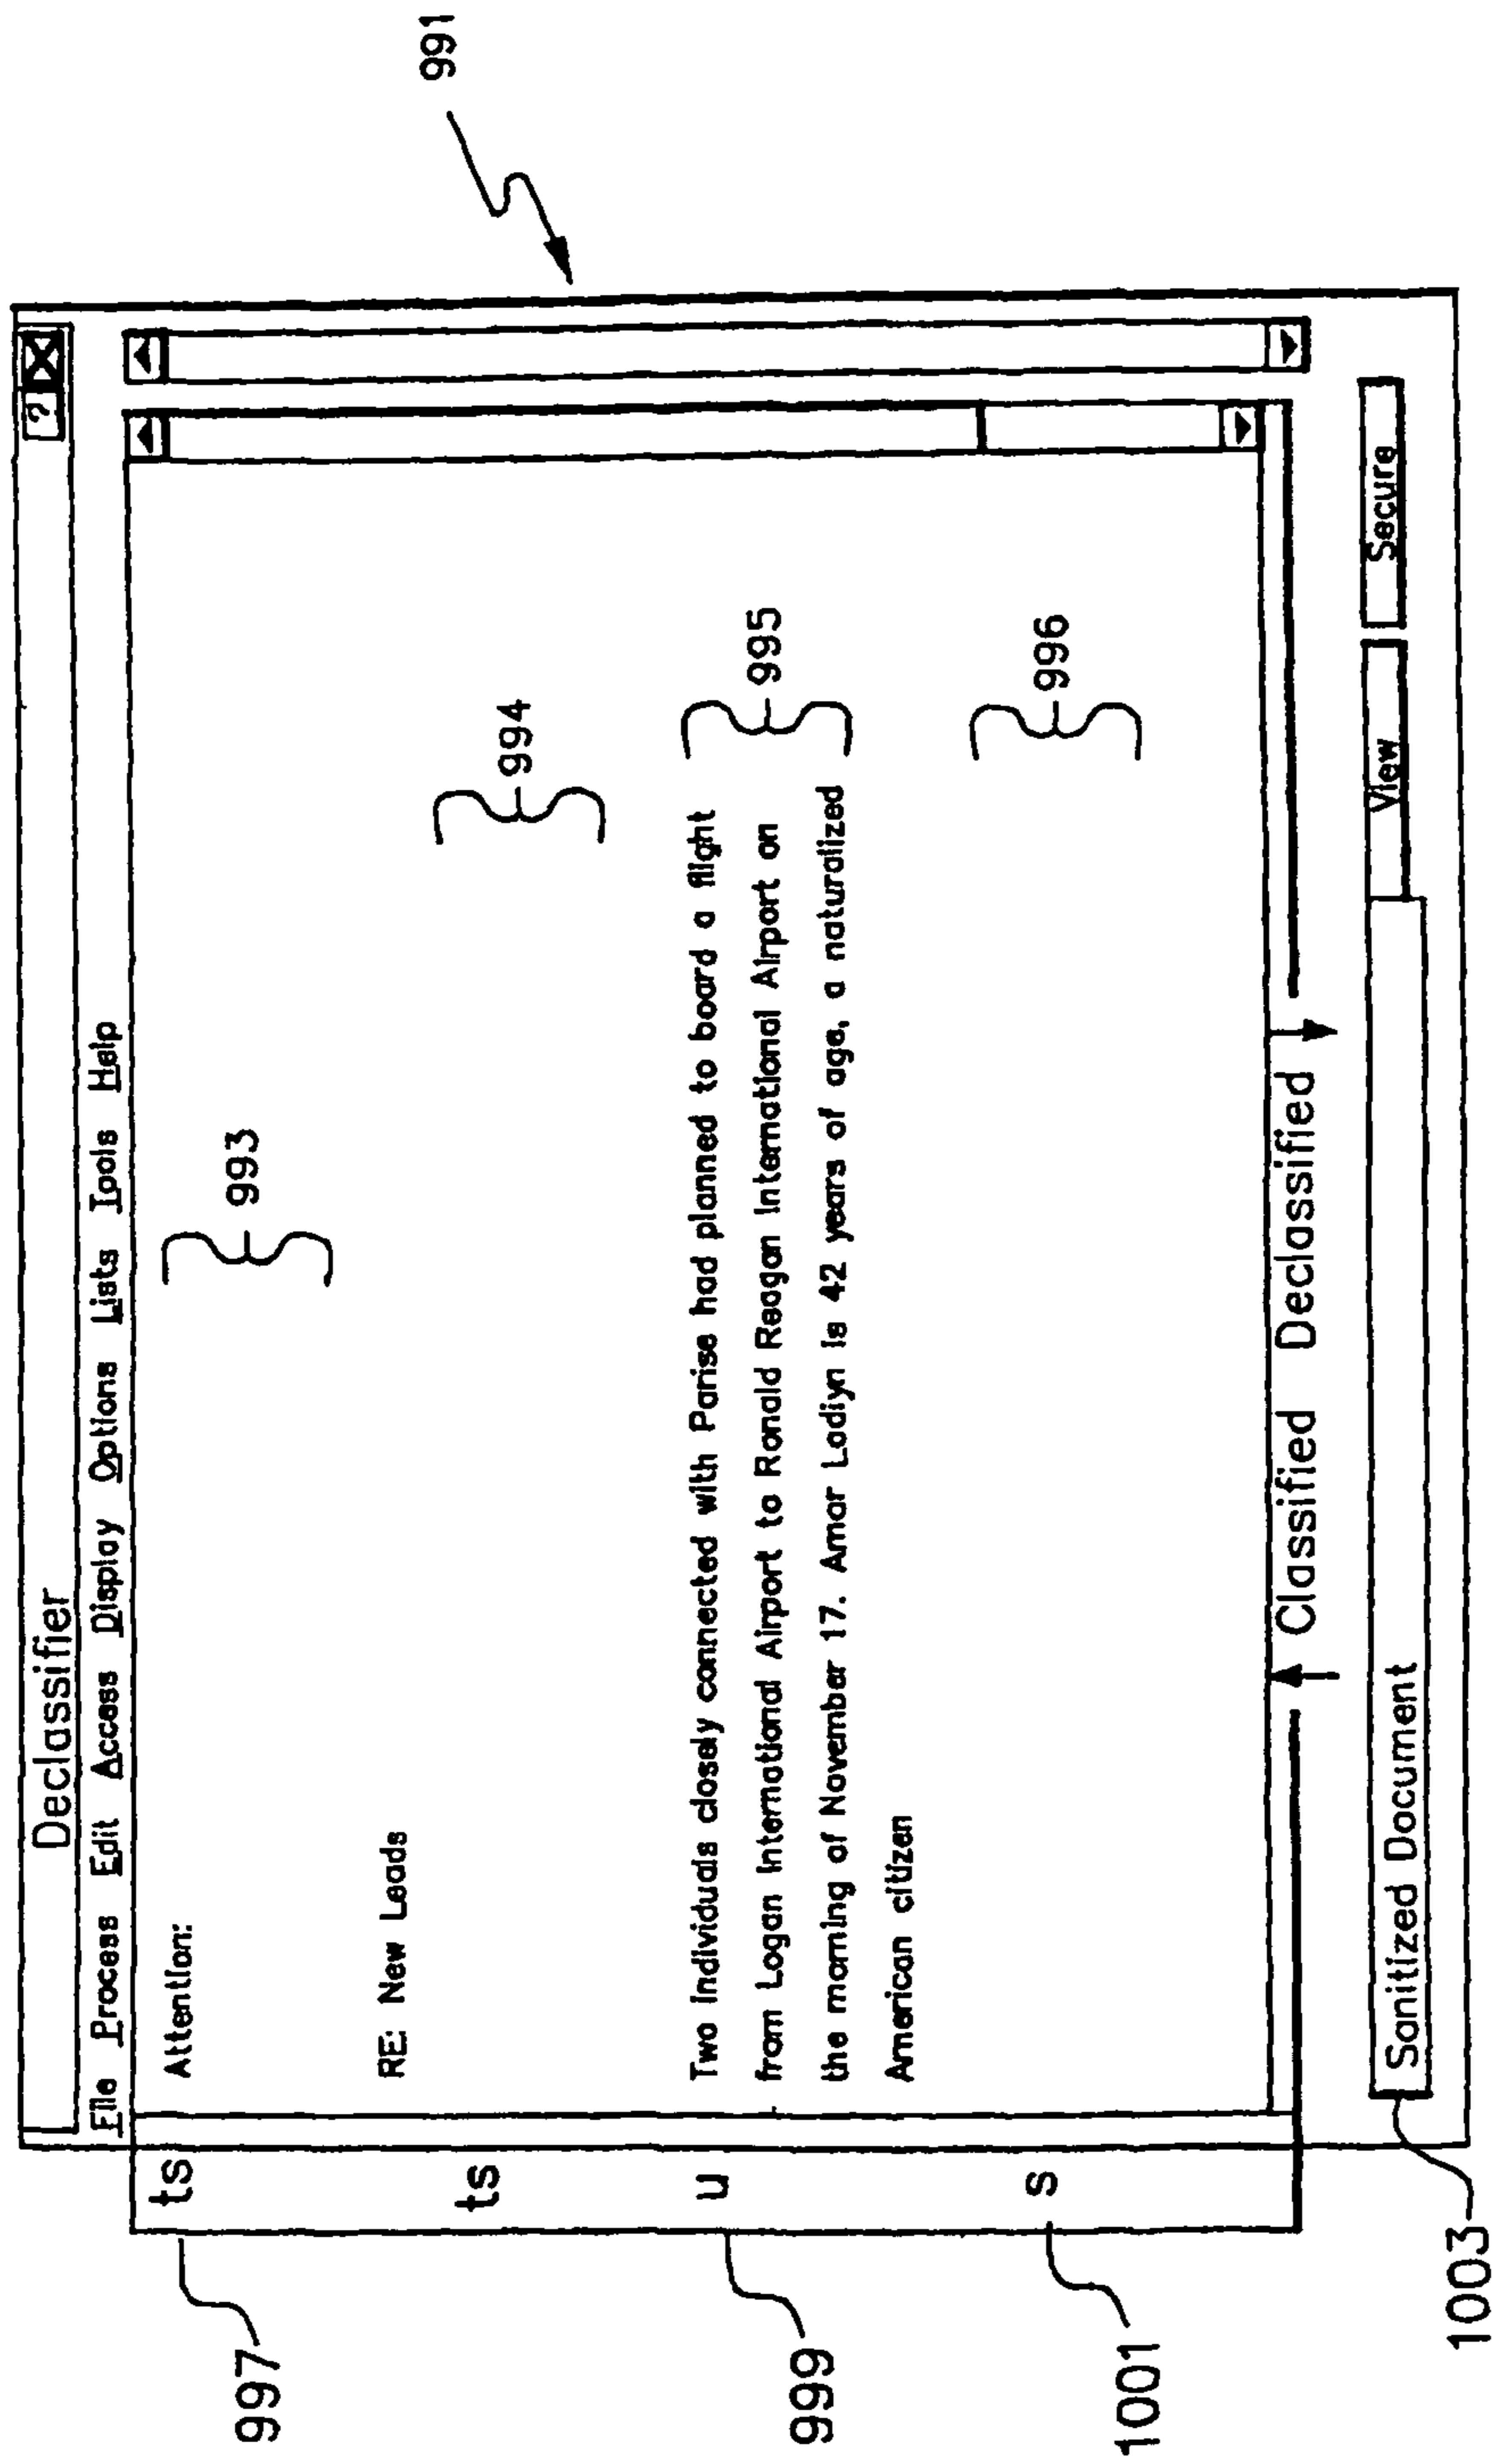 991
Declassifier ? X
File Process Edit Access Display Options Lists Tools Help
997
ts
Attention:
993
RE: New Leads
ts
994
999
u
Two individuals closely connected with Parise had planned to board a flight
from Logan International Airport to Ronald Reagan International Airport on
the morning of November 17. Amar Ladiyn is 42 years of age, a naturalized
American citizen
995
1001
s
996
Classified Declassified
1003
Sanitized Document View Secure